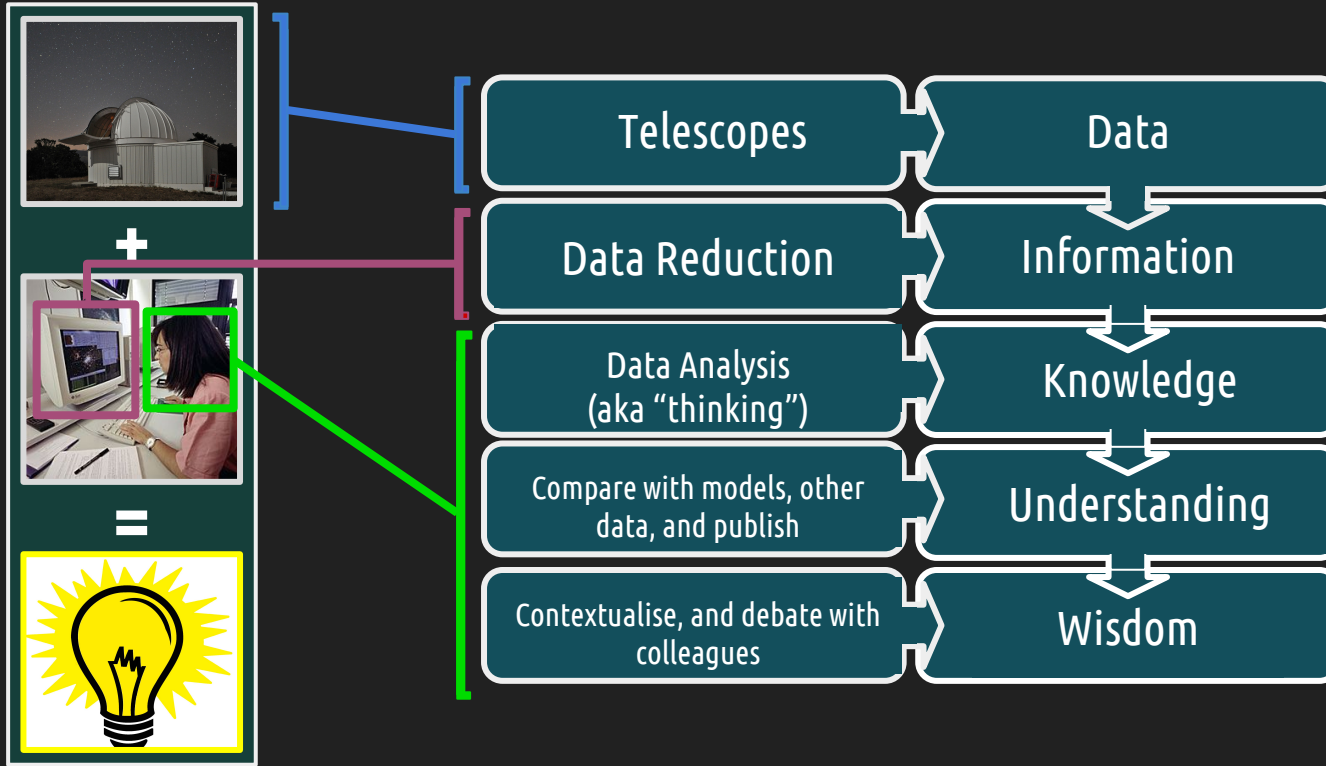 +
=
Telescopes
Data
Data Reduction
Information
Data Analysis
(aka “thinking”)
Knowledge
Compare with models, other
data, and publish
Understanding
Contextualise, and debate with
colleagues
Wisdom